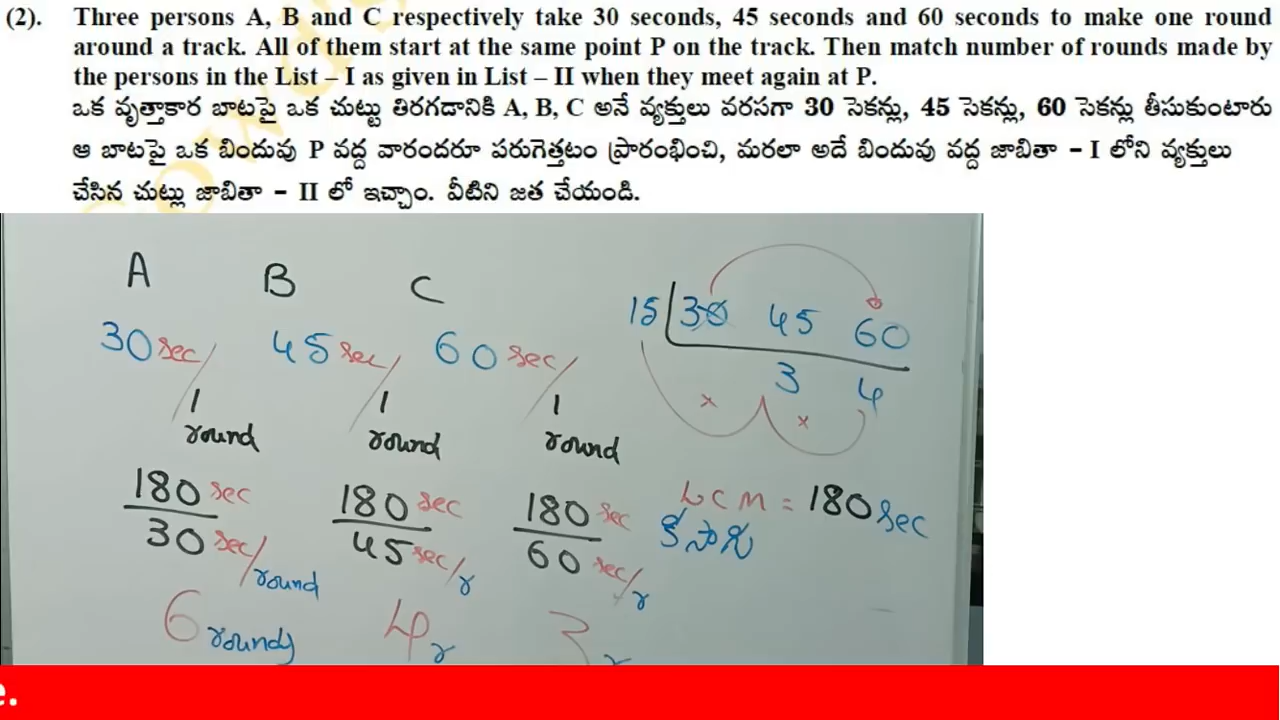 (2). Three persons A, B and C respectively take 30 seconds, 45 seconds and 60 seconds to make one round
around a track. All of them start at the same point P on the track. Then match number of rounds made by
the persons in the List – I as given in List – II when they meet again at P.
ఒక వృత్తాకార బాటపై ఒక చుట్టు తిరగడానికి A, B, C అనే వ్యక్తులు వరసగా 30 సెకన్లు, 45 సెకన్లు, 60 సెకన్లు తీసుకుంటారు
ఆ బాటపై ఒక బిందువు P వద్ద వారందరూ పరుగెత్తటం ప్రారంభించి, మరలా అదే బిందువు వద్ద జాబితా – I లోని వ్యక్తులు
చేసిన చుట్లు జాబితా – II లో ఇచ్చాం. వీటిని జత చేయండి.
A B C
15 30 45 60
30 sec/ 45 sec/ 60 sec/
3 4
1 1 1
× ×
round round round
180 sec 180 sec 180 sec
LCM = 180 sec
క సా గు
30 sec/round 45 sec/r 60 sec/r
6 rounds 4 r 3 r
e.